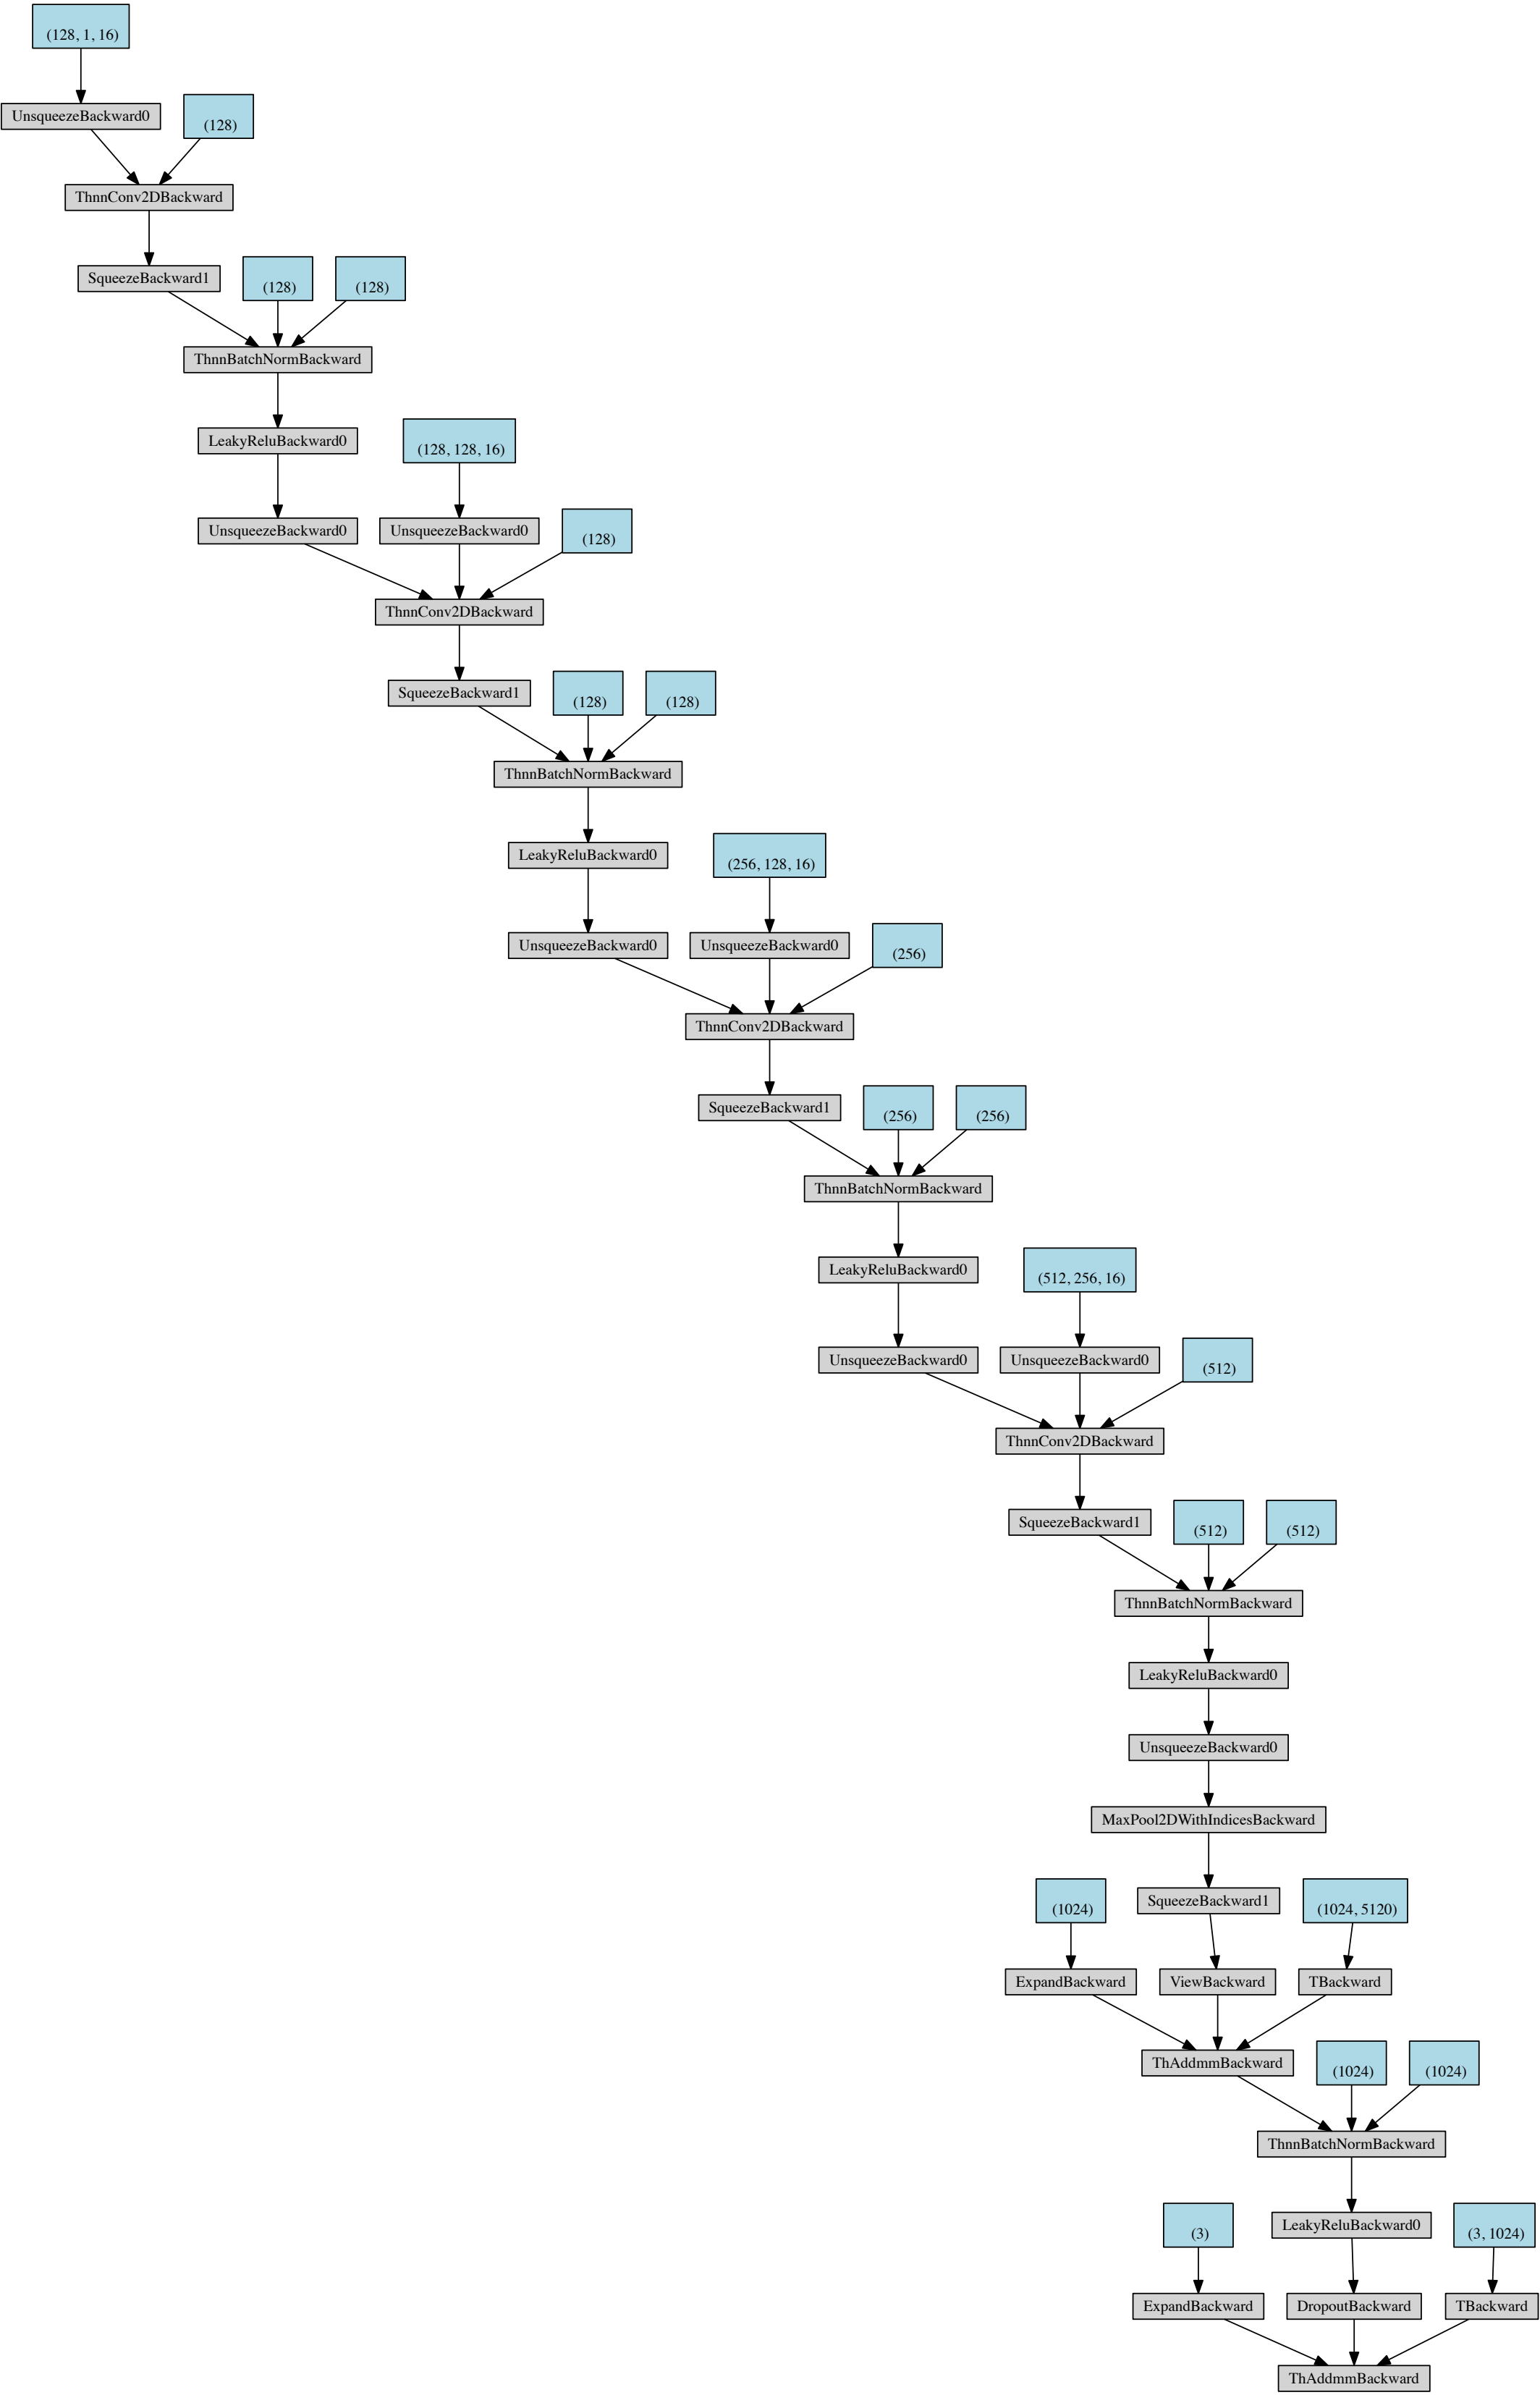 (128, 1, 16)
UnsqueezeBackward0
(128)
ThnnConv2DBackward
SqueezeBackward1
(128)
(128)
ThnnBatchNormBackward
LeakyReluBackward0
(128, 128, 16)
UnsqueezeBackward0
UnsqueezeBackward0
(128)
ThnnConv2DBackward
SqueezeBackward1
(128)
(128)
ThnnBatchNormBackward
LeakyReluBackward0
(256, 128, 16)
UnsqueezeBackward0
UnsqueezeBackward0
(256)
ThnnConv2DBackward
SqueezeBackward1
(256)
(256)
ThnnBatchNormBackward
LeakyReluBackward0
(512, 256, 16)
UnsqueezeBackward0
UnsqueezeBackward0
(512)
ThnnConv2DBackward
SqueezeBackward1
(512)
(512)
ThnnBatchNormBackward
LeakyReluBackward0
UnsqueezeBackward0
MaxPool2DWithIndicesBackward
(1024)
SqueezeBackward1
(1024, 5120)
ExpandBackward
ViewBackward
TBackward
ThAddmmBackward
(1024)
(1024)
ThnnBatchNormBackward
(3)
LeakyReluBackward0
(3, 1024)
ExpandBackward
DropoutBackward
TBackward
ThAddmmBackward